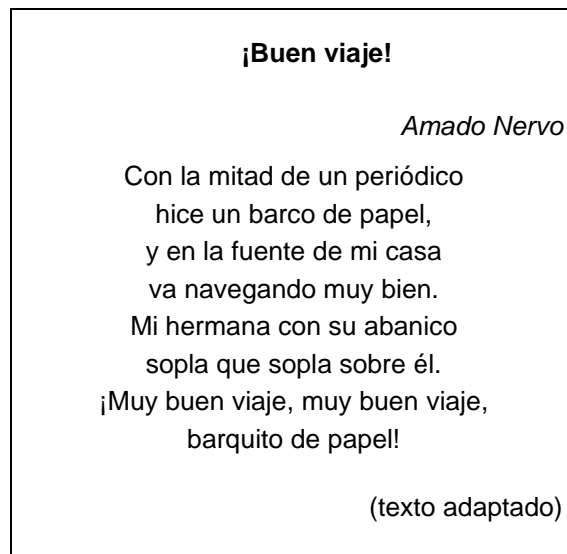 ¡Buen viaje!
Amado Nervo
Con la mitad de un periódico
hice un barco de papel,
y en la fuente de mi casa
va navegando muy bien.
Mi hermana con su abanico
sopla que sopla sobre él.
¡Muy buen viaje, muy buen viaje,
barquito de papel!
(texto adaptado)